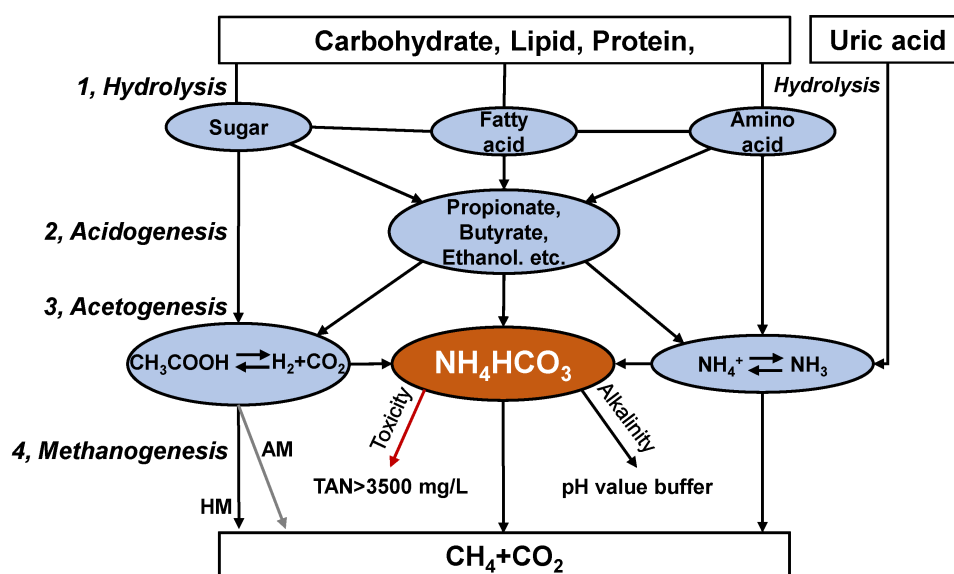 Carbohydrate, Lipid, Protein,
Uric acid
1, Hydrolysis
Hydrolysis
Sugar
Fatty
acid
Amino
acid
Propionate,
Butyrate,
Ethanol. etc.
2, Acidogenesis
3, Acetogenesis
CH₃COOH ⇄ H₂+CO₂
NH₄HCO₃
NH₄⁺ ⇄ NH₃
Toxicity
Alkalinity
4, Methanogenesis
AM
TAN>3500 mg/L
pH value buffer
HM
CH₄+CO₂